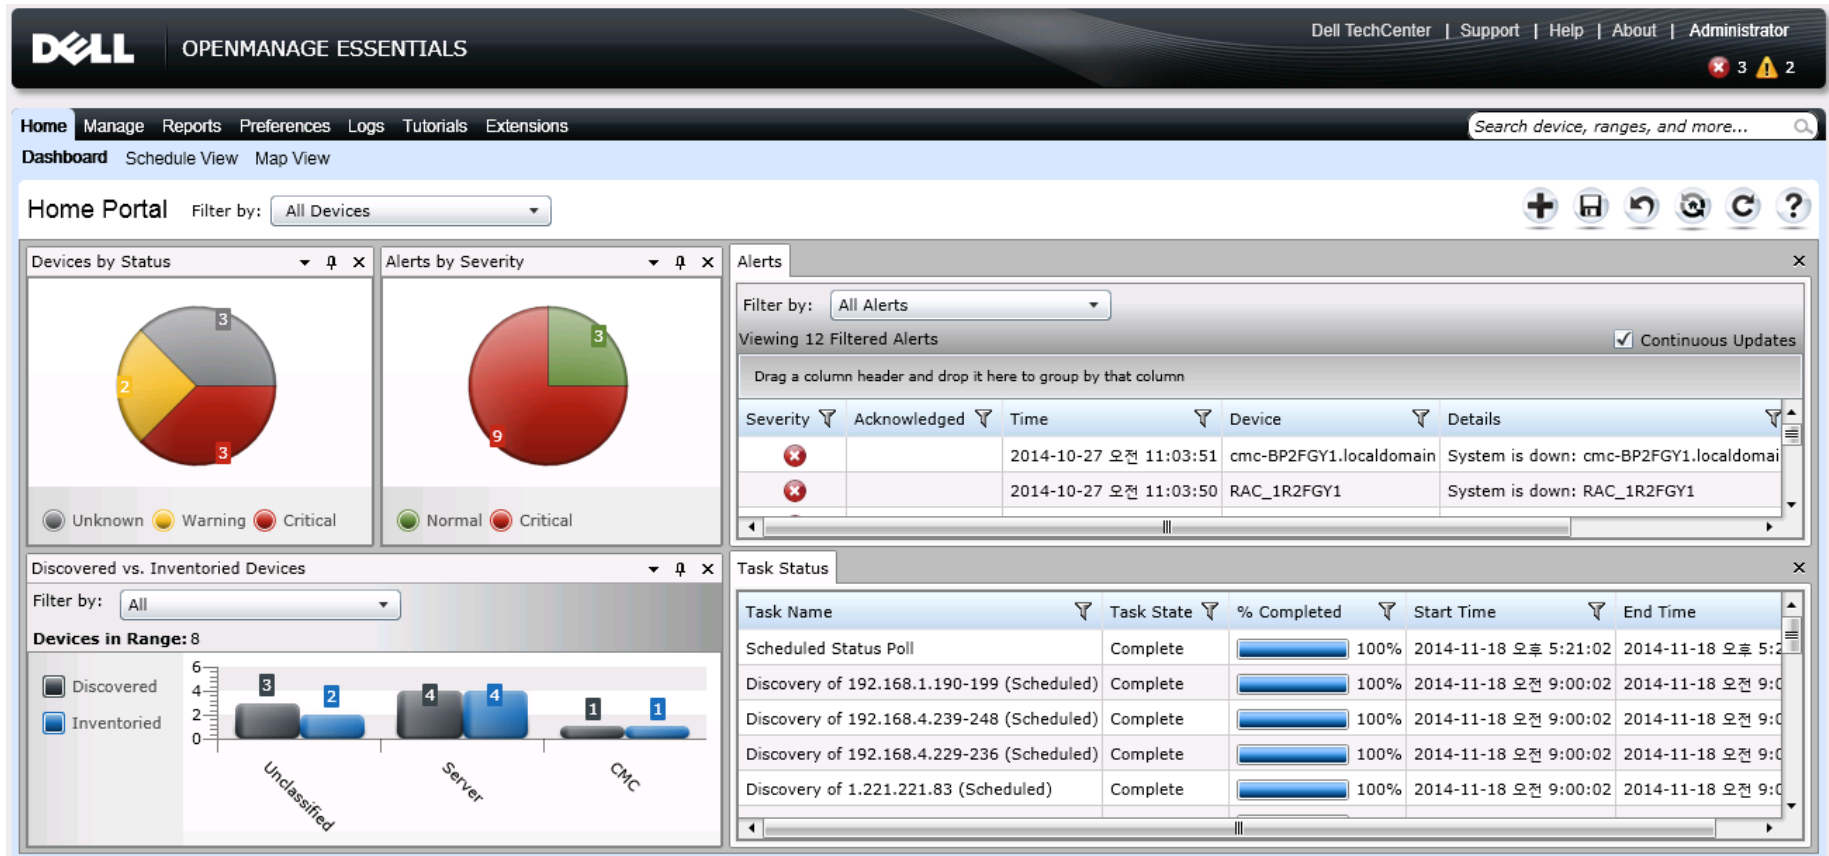 DELL OPENMANAGE ESSENTIALS
Dell TechCenter | Support | Help | About | Administrator
3 2
Home Manage Reports Preferences Logs Tutorials Extensions
Search device, ranges, and more...
Dashboard Schedule View Map View
Home Portal Filter by: All Devices
Devices by Status
3
2
3
Unknown Warning Critical
Alerts by Severity
3
9
Normal Critical
Alerts
Filter by: All Alerts
Viewing 12 Filtered Alerts
Continuous Updates
Drag a column header and drop it here to group by that column
Severity Acknowledged Time Device Details
2014-10-27 오전 11:03:51 cmc-BP2FGY1.localdomain System is down: cmc-BP2FGY1.localdomai
2014-10-27 오전 11:03:50 RAC_1R2FGY1 System is down: RAC_1R2FGY1
Discovered vs. Inventoried Devices
Filter by: All
Devices in Range: 8
Discovered
Inventoried
6
4
2
0
3 2 4 4 1 1
Unclassified Server CMC
Task Status
Task Name Task State % Completed Start Time End Time
Scheduled Status Poll Complete 100% 2014-11-18 오후 5:21:02 2014-11-18 오후 5:2
Discovery of 192.168.1.190-199 (Scheduled) Complete 100% 2014-11-18 오전 9:00:02 2014-11-18 오전 9:0
Discovery of 192.168.4.239-248 (Scheduled) Complete 100% 2014-11-18 오전 9:00:02 2014-11-18 오전 9:0
Discovery of 192.168.4.229-236 (Scheduled) Complete 100% 2014-11-18 오전 9:00:02 2014-11-18 오전 9:0
Discovery of 1.221.221.83 (Scheduled) Complete 100% 2014-11-18 오전 9:00:02 2014-11-18 오전 9:0